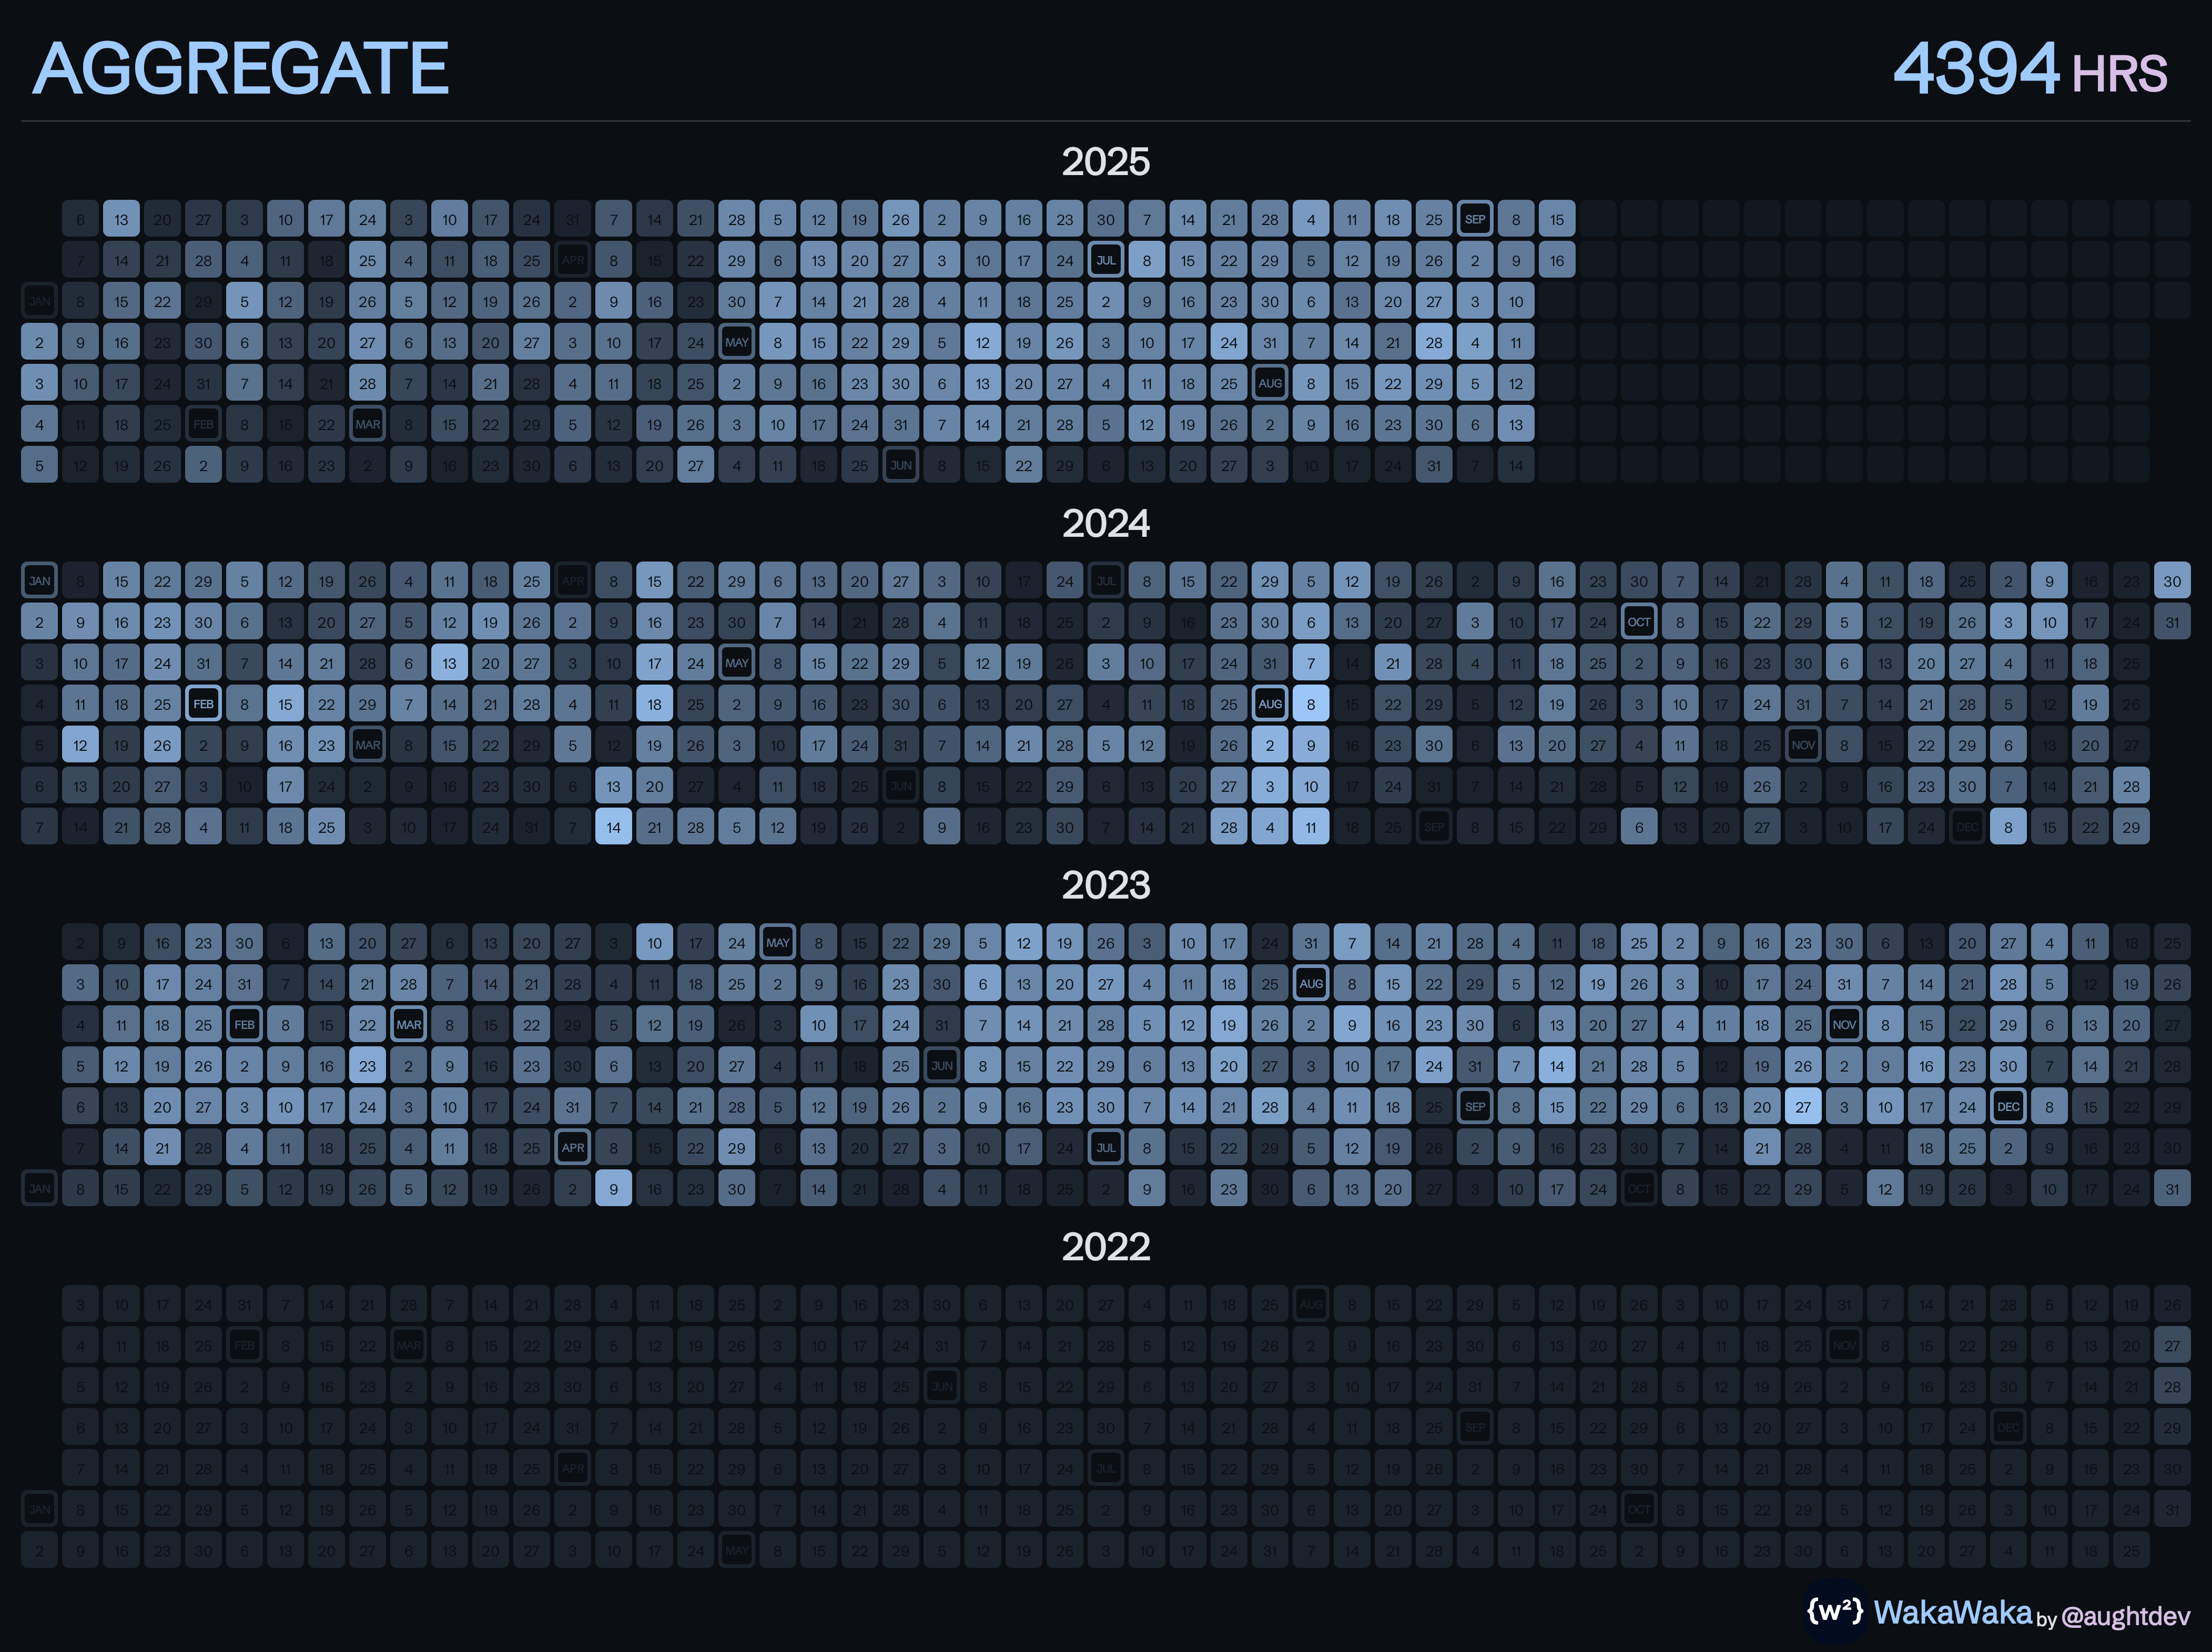 AGGREGATE
4394 HRS
2025
6 13 20 27 3 10 17 24 3 10 17 24 31 7 14 21 28 5 12 19 26 2 9 16 23 30 7 14 21 28 4 11 18 25 SEP 8 15
7 14 21 28 4 11 18 25 4 11 18 25 APR 8 15 22 29 6 13 20 27 3 10 17 24 JUL 8 15 22 29 5 12 19 26 2 9 16
JAN 8 15 22 29 5 12 19 26 5 12 19 26 2 9 16 23 30 7 14 21 28 4 11 18 25 2 9 16 23 30 6 13 20 27 3 10
2 9 16 23 30 6 13 20 27 6 13 20 27 3 10 17 24 MAY 8 15 22 29 5 12 19 26 3 10 17 24 31 7 14 21 28 4 11
3 10 17 24 31 7 14 21 28 7 14 21 28 4 11 18 25 2 9 16 23 30 6 13 20 27 4 11 18 25 AUG 8 15 22 29 5 12
4 11 18 25 FEB 8 15 22 MAR 8 15 22 29 5 12 19 26 3 10 17 24 31 7 14 21 28 5 12 19 26 2 9 16 23 30 6 13
5 12 19 26 2 9 16 23 2 9 16 23 30 6 13 20 27 4 11 18 25 JUN 8 15 22 29 6 13 20 27 3 10 17 24 31 7 14
2024
JAN 8 15 22 29 5 12 19 26 4 11 18 25 APR 8 15 22 29 6 13 20 27 3 10 17 24 JUL 8 15 22 29 5 12 19 26 2 9 16 23 30 7 14 21 28 4 11 18 25 2 9 16 23 30
2 9 16 23 30 6 13 20 27 5 12 19 26 2 9 16 23 30 7 14 21 28 4 11 18 25 2 9 16 23 30 6 13 20 27 3 10 17 24 OCT 8 15 22 29 5 12 19 26 3 10 17 24 31
3 10 17 24 31 7 14 21 28 6 13 20 27 3 10 17 24 MAY 8 15 22 29 5 12 19 26 3 10 17 24 31 7 14 21 28 4 11 18 25 2 9 16 23 30 6 13 20 27 4 11 18 25
4 11 18 25 FEB 8 15 22 29 7 14 21 28 4 11 18 25 2 9 16 23 30 6 13 20 27 4 11 18 25 AUG 8 15 22 29 5 12 19 26 3 10 17 24 31 7 14 21 28 5 12 19 26
5 12 19 26 2 9 16 23 MAR 8 15 22 29 5 12 19 26 3 10 17 24 31 7 14 21 28 5 12 19 26 2 9 16 23 30 6 13 20 27 4 11 18 25 NOV 8 15 22 29 6 13 20 27
6 13 20 27 3 10 17 24 2 9 16 23 30 6 13 20 27 4 11 18 25 JUN 8 15 22 29 6 13 20 27 3 10 17 24 31 7 14 21 28 5 12 19 26 2 9 16 23 30 7 14 21 28
7 14 21 28 4 11 18 25 3 10 17 24 31 7 14 21 28 5 12 19 26 2 9 16 23 30 7 14 21 28 4 11 18 25 SEP 8 15 22 29 6 13 20 27 3 10 17 24 DEC 8 15 22 29
2023
2 9 16 23 30 6 13 20 27 6 13 20 27 3 10 17 24 MAY 8 15 22 29 5 12 19 26 3 10 17 24 31 7 14 21 28 4 11 18 25 2 9 16 23 30 6 13 20 27 4 11 18 25
3 10 17 24 31 7 14 21 28 7 14 21 28 4 11 18 25 2 9 16 23 30 6 13 20 27 4 11 18 25 AUG 8 15 22 29 5 12 19 26 3 10 17 24 31 7 14 21 28 5 12 19 26
4 11 18 25 FEB 8 15 22 MAR 8 15 22 29 5 12 19 26 3 10 17 24 31 7 14 21 28 5 12 19 26 2 9 16 23 30 6 13 20 27 4 11 18 25 NOV 8 15 22 29 6 13 20 27
5 12 19 26 2 9 16 23 2 9 16 23 30 6 13 20 27 4 11 18 25 JUN 8 15 22 29 6 13 20 27 3 10 17 24 31 7 14 21 28 5 12 19 26 2 9 16 23 30 7 14 21 28
6 13 20 27 3 10 17 24 3 10 17 24 31 7 14 21 28 5 12 19 26 2 9 16 23 30 7 14 21 28 4 11 18 25 SEP 8 15 22 29 6 13 20 27 3 10 17 24 DEC 8 15 22 29
7 14 21 28 4 11 18 25 4 11 18 25 APR 8 15 22 29 6 13 20 27 3 10 17 24 JUL 8 15 22 29 5 12 19 26 2 9 16 23 30 7 14 21 28 4 11 18 25 2 9 16 23 30
JAN 8 15 22 29 5 12 19 26 5 12 19 26 2 9 16 23 30 7 14 21 28 4 11 18 25 2 9 16 23 30 6 13 20 27 3 10 17 24 OCT 8 15 22 29 5 12 19 26 3 10 17 24 31
2022
3 10 17 24 31 7 14 21 28 7 14 21 28 4 11 18 25 2 9 16 23 30 6 13 20 27 4 11 18 25 AUG 8 15 22 29 5 12 19 26 3 10 17 24 31 7 14 21 28 5 12 19 26
4 11 18 25 FEB 8 15 22 MAR 8 15 22 29 5 12 19 26 3 10 17 24 31 7 14 21 28 5 12 19 26 2 9 16 23 30 6 13 20 27 4 11 18 25 NOV 8 15 22 29 6 13 20 27
5 12 19 26 2 9 16 23 2 9 16 23 30 6 13 20 27 4 11 18 25 JUN 8 15 22 29 6 13 20 27 3 10 17 24 31 7 14 21 28 5 12 19 26 2 9 16 23 30 7 14 21 28
6 13 20 27 3 10 17 24 3 10 17 24 31 7 14 21 28 5 12 19 26 2 9 16 23 30 7 14 21 28 4 11 18 25 SEP 8 15 22 29 6 13 20 27 3 10 17 24 DEC 8 15 22 29
7 14 21 28 4 11 18 25 4 11 18 25 APR 8 15 22 29 6 13 20 27 3 10 17 24 JUL 8 15 22 29 5 12 19 26 2 9 16 23 30 7 14 21 28 4 11 18 25 2 9 16 23 30
JAN 8 15 22 29 5 12 19 26 5 12 19 26 2 9 16 23 30 7 14 21 28 4 11 18 25 2 9 16 23 30 6 13 20 27 3 10 17 24 OCT 8 15 22 29 5 12 19 26 3 10 17 24 31
2 9 16 23 30 6 13 20 27 6 13 20 27 3 10 17 24 MAY 8 15 22 29 5 12 19 26 3 10 17 24 31 7 14 21 28 4 11 18 25 2 9 16 23 30 6 13 20 27 4 11 18 25
{w²} WakaWaka by @aughtdev